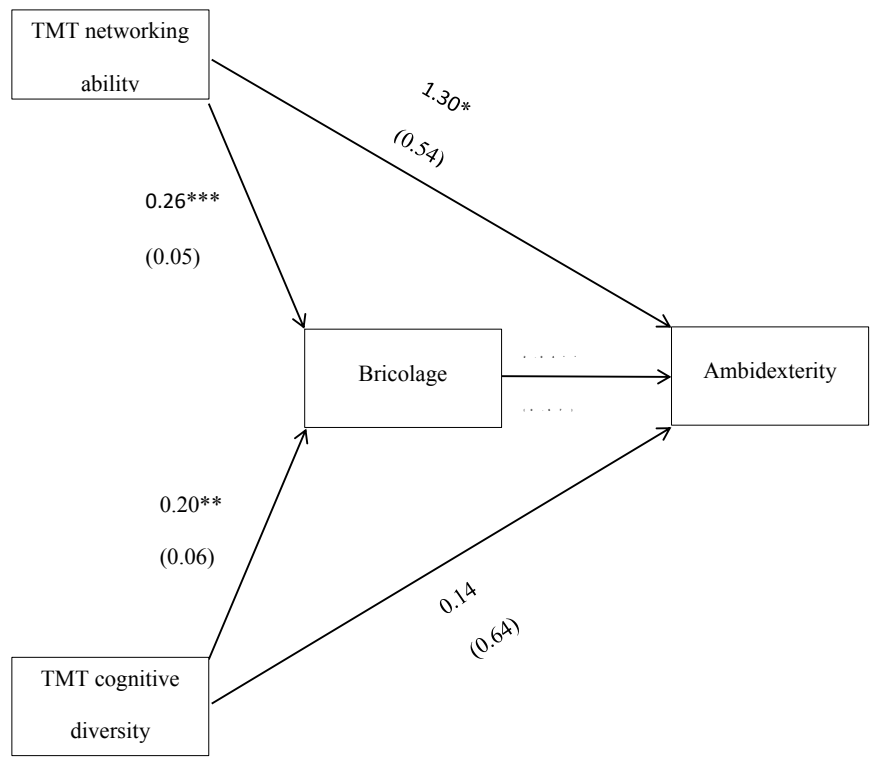 TMT networking
ability
1.30*
(0.54)
0.26***
(0.05)
Bricolage
Ambidexterity
0.20**
(0.06)
0.14
(0.64)
TMT cognitive
diversity